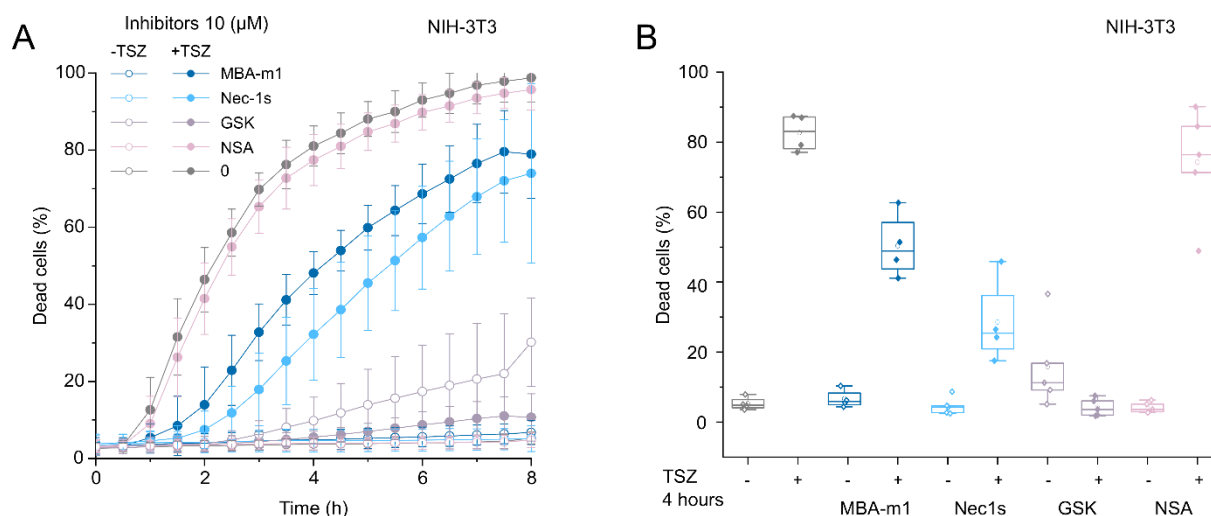 A
Inhibitors 10 (µM)
NIH-3T3
-TSZ +TSZ
MBA-m1
Nec-1s
GSK
NSA
0
100
80
60
40
20
0
Dead cells (%)
0 2 4 6 8
Time (h)
B
NIH-3T3
100
80
60
40
20
0
Dead cells (%)
TSZ - + - + - + - + - +
4 hours
MBA-m1 Nec1s GSK NSA